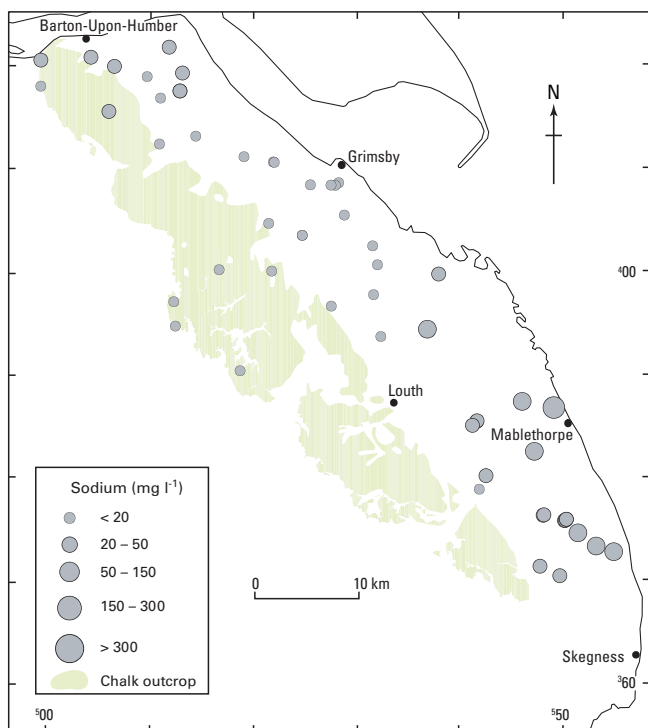 Barton-Upon-Humber
N
Grimsby
⁴00
Louth
Mablethorpe
Sodium (mg l⁻¹)
< 20
20 – 50
50 – 150
150 – 300
> 300
Chalk outcrop
0 10 km
Skegness
³60
⁵00
⁵50